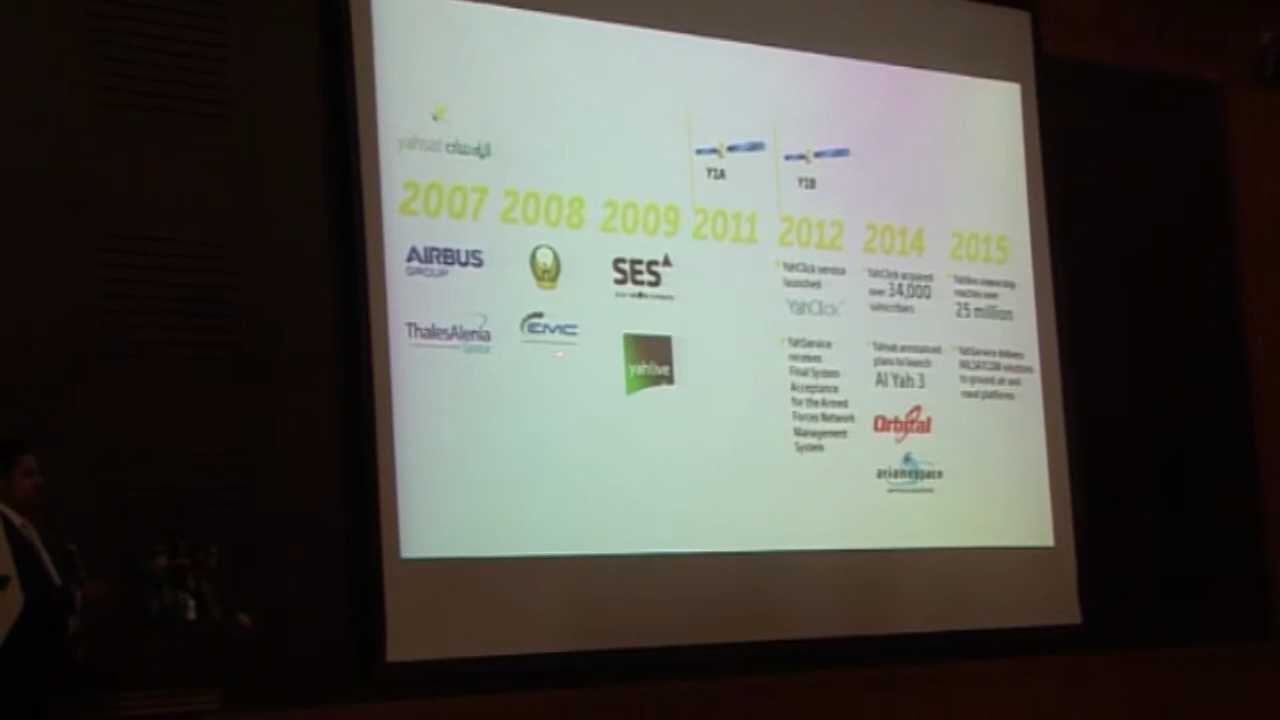 yahsat الياه سات
Y1A
Y1B
2007 2008 2009 2011 2012 2014 2015
AIRBUS
GROUP
ThalesAlenia
Space
EMC
SES
yahlive
YahClick service
launched
YahClick
YahService
receives
Final System
Acceptance
for the Armed
Forces Network
Management
System
YahClick acquired
over 34,000
subscribers
Yahsat announced
plans to launch
Al Yah 3
Orbital
arianespace
Yahlive viewership
reaches over
25 million
YahService delivers
MILSATCOM solutions
to ground, air and
naval platforms